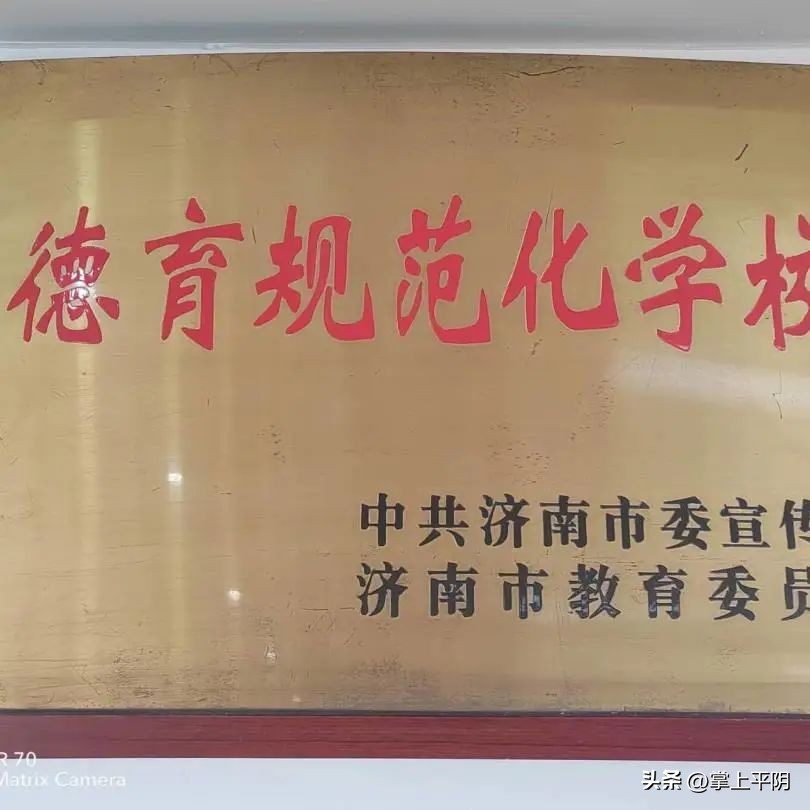 德育规范化学校
中共济南市委宣传
济南市教育委员
R 70
Matrix Camera
头条 @掌上平阴